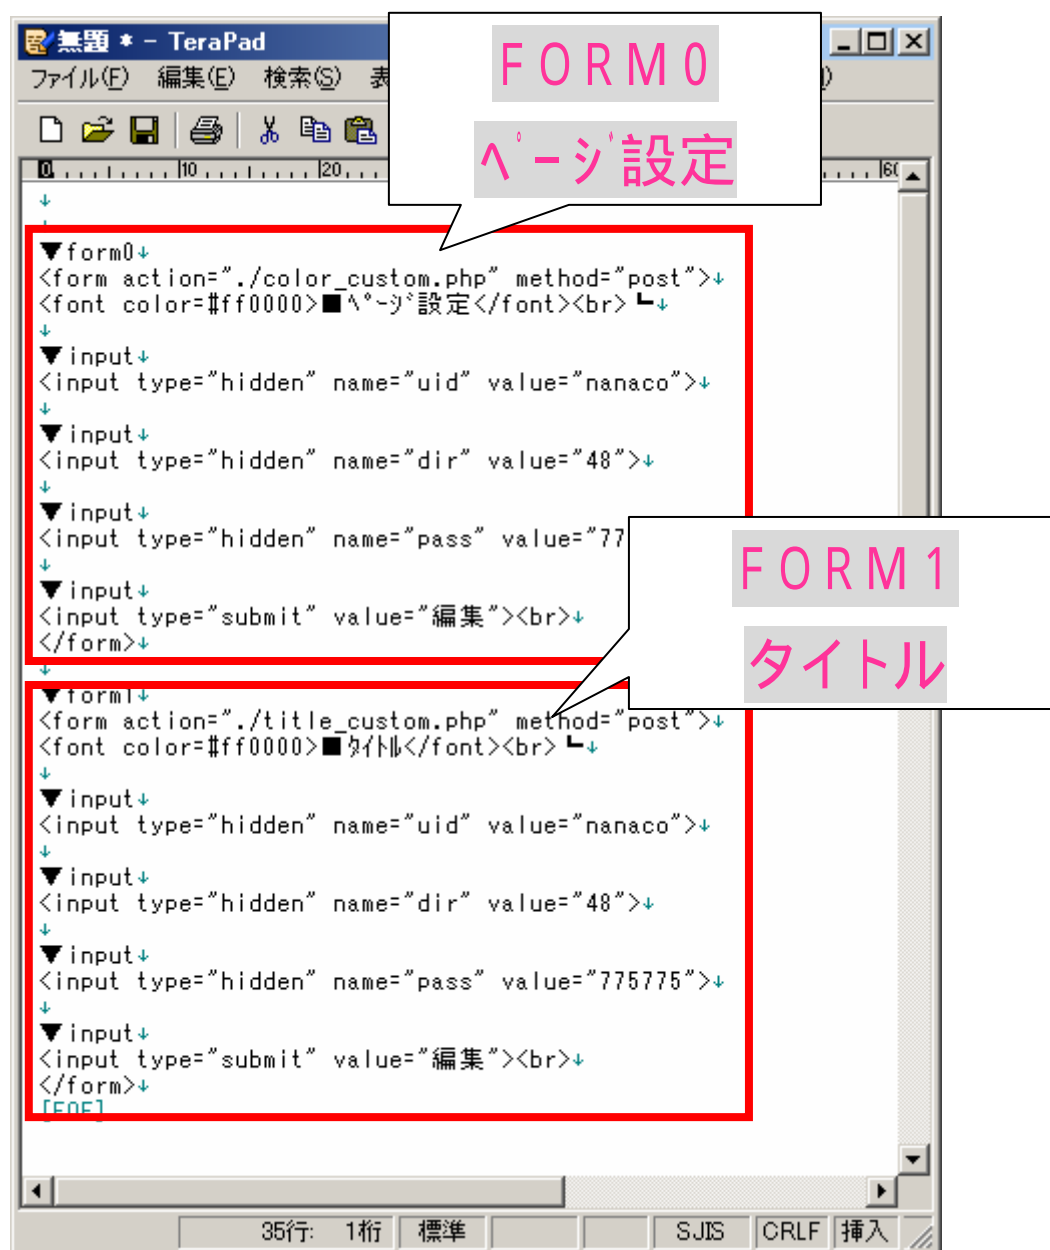 無題 * - TeraPad
ファイル(F) 編集(E) 検索(S) 表
FORM0
ページ設定
0 10 20 60
↓
▼form0↓
<form action="./color_custom.php" method="post">↓
<font color=#ff0000>■ﾍﾟｰｼﾞ設定</font><br>┗↓
↓
▼input↓
<input type="hidden" name="uid" value="nanaco">↓
↓
▼input↓
<input type="hidden" name="dir" value="48">↓
↓
▼input↓
<input type="hidden" name="pass" value="77
↓
▼input↓
<input type="submit" value="編集"><br>↓
</form>↓
↓
FORM1
タイトル
▼form1↓
<form action="./title_custom.php" method="post">↓
<font color=#ff0000>■ﾀｲﾄﾙ</font><br>┗↓
↓
▼input↓
<input type="hidden" name="uid" value="nanaco">↓
↓
▼input↓
<input type="hidden" name="dir" value="48">↓
↓
▼input↓
<input type="hidden" name="pass" value="775775">↓
↓
▼input↓
<input type="submit" value="編集"><br>↓
</form>↓
[EOF]
35行: 1桁 標準 SJIS CRLF 挿入